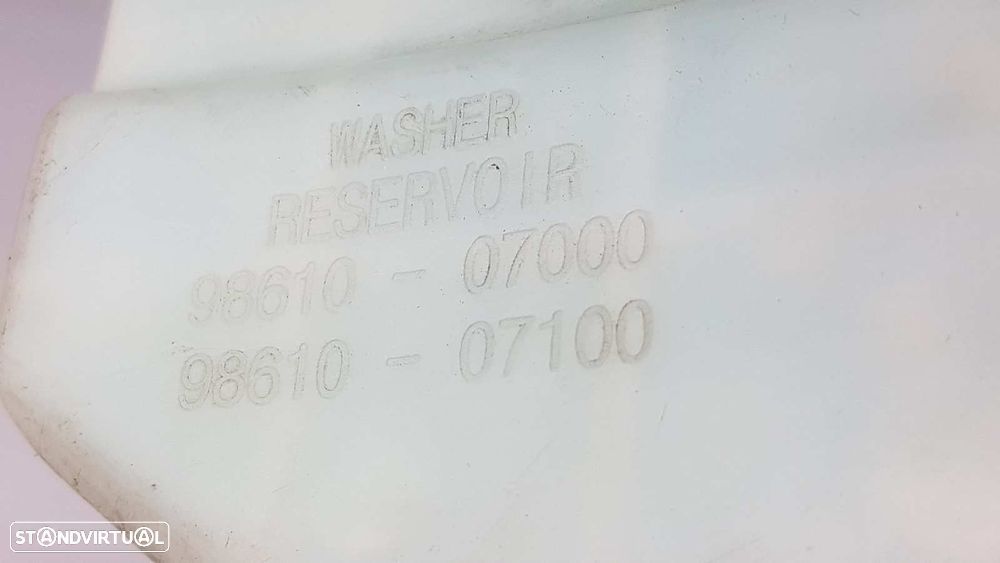 WASHER
RESERVOIR
98610 - 07000
98610 - 07100
STANDVIRTUAL